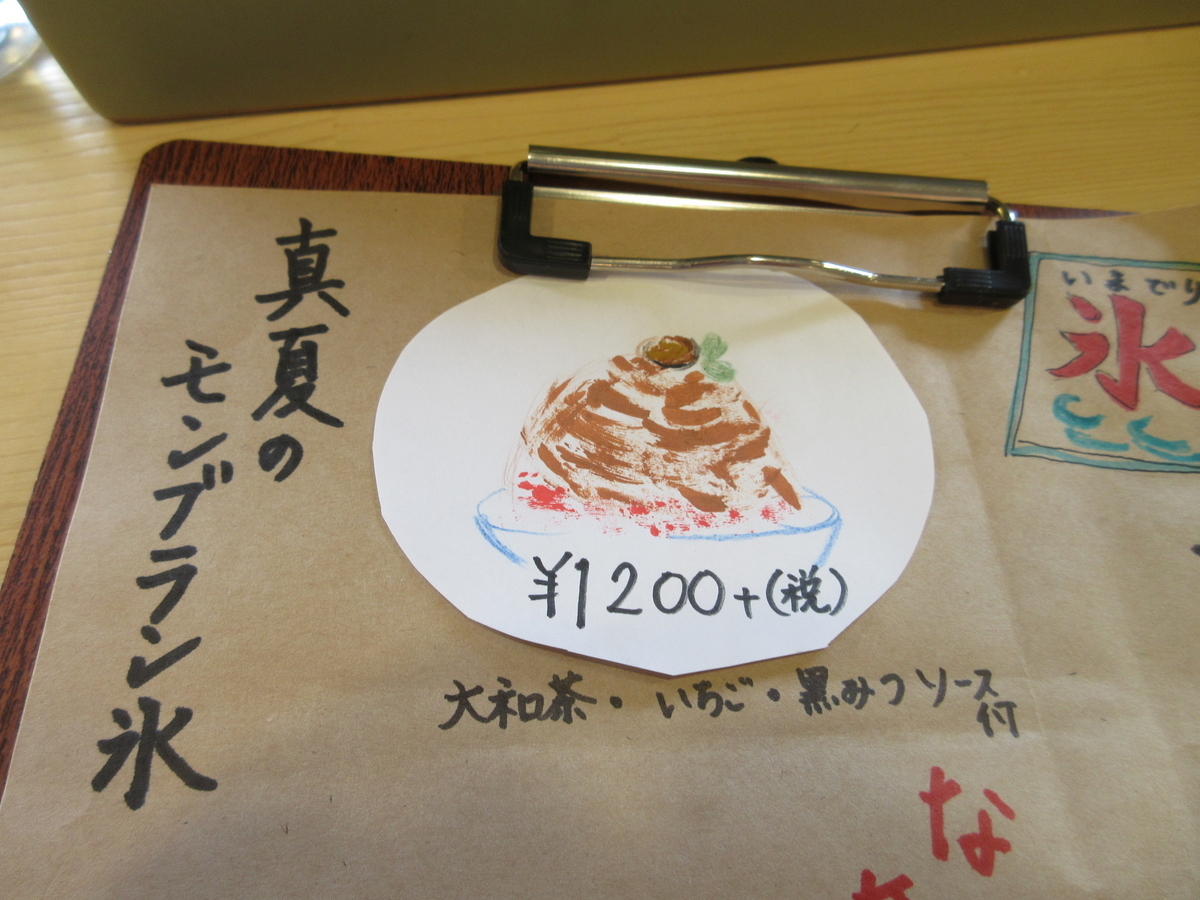 真夏の
モンブラン氷
¥1200+(税)
大和茶・いちご・黒みつソース付
いまでり
氷
な